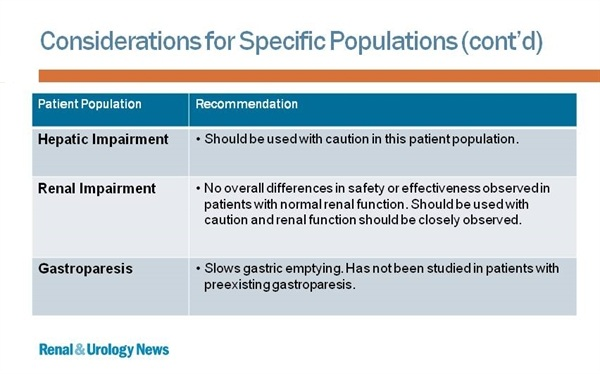 Considerations for Specific Populations (cont’d)
Patient Population
Recommendation
Hepatic Impairment
• Should be used with caution in this patient population.
Renal Impairment
• No overall differences in safety or effectiveness observed in
patients with normal renal function. Should be used with
caution and renal function should be closely observed.
Gastroparesis
• Slows gastric emptying. Has not been studied in patients with
preexisting gastroparesis.
Renal&Urology News